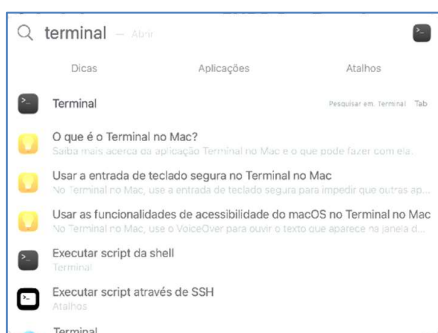 terminal — Abrir
Dicas Aplicações Atalhos
Terminal Pesquisar em: Terminal Tab
O que é o Terminal no Mac?
Saiba mais acerca da aplicação Terminal no Mac e o que pode fazer com ela.
Usar a entrada de teclado segura no Terminal no Mac
No Terminal no Mac, use a entrada de teclado segura para impedir que outras ap...
Usar as funcionalidades de acessibilidade do macOS no Terminal no Mac
No Terminal no Mac, use o VoiceOver para ouvir o texto que aparece na janela d...
Executar script da shell
Terminal
Executar script através de SSH
Atalhos
Terminal